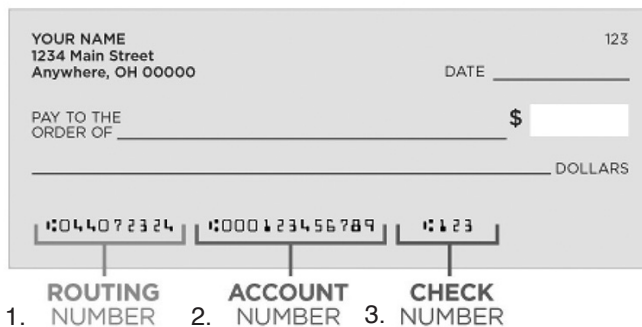 YOUR NAME
123
1234 Main Street
Anywhere, OH 00000
DATE
PAY TO THE
ORDER OF
$
DOLLARS
⑆044072324 ⑆000123456789 ⑆123
1. ROUTING
NUMBER
2. ACCOUNT
NUMBER
3. CHECK
NUMBER